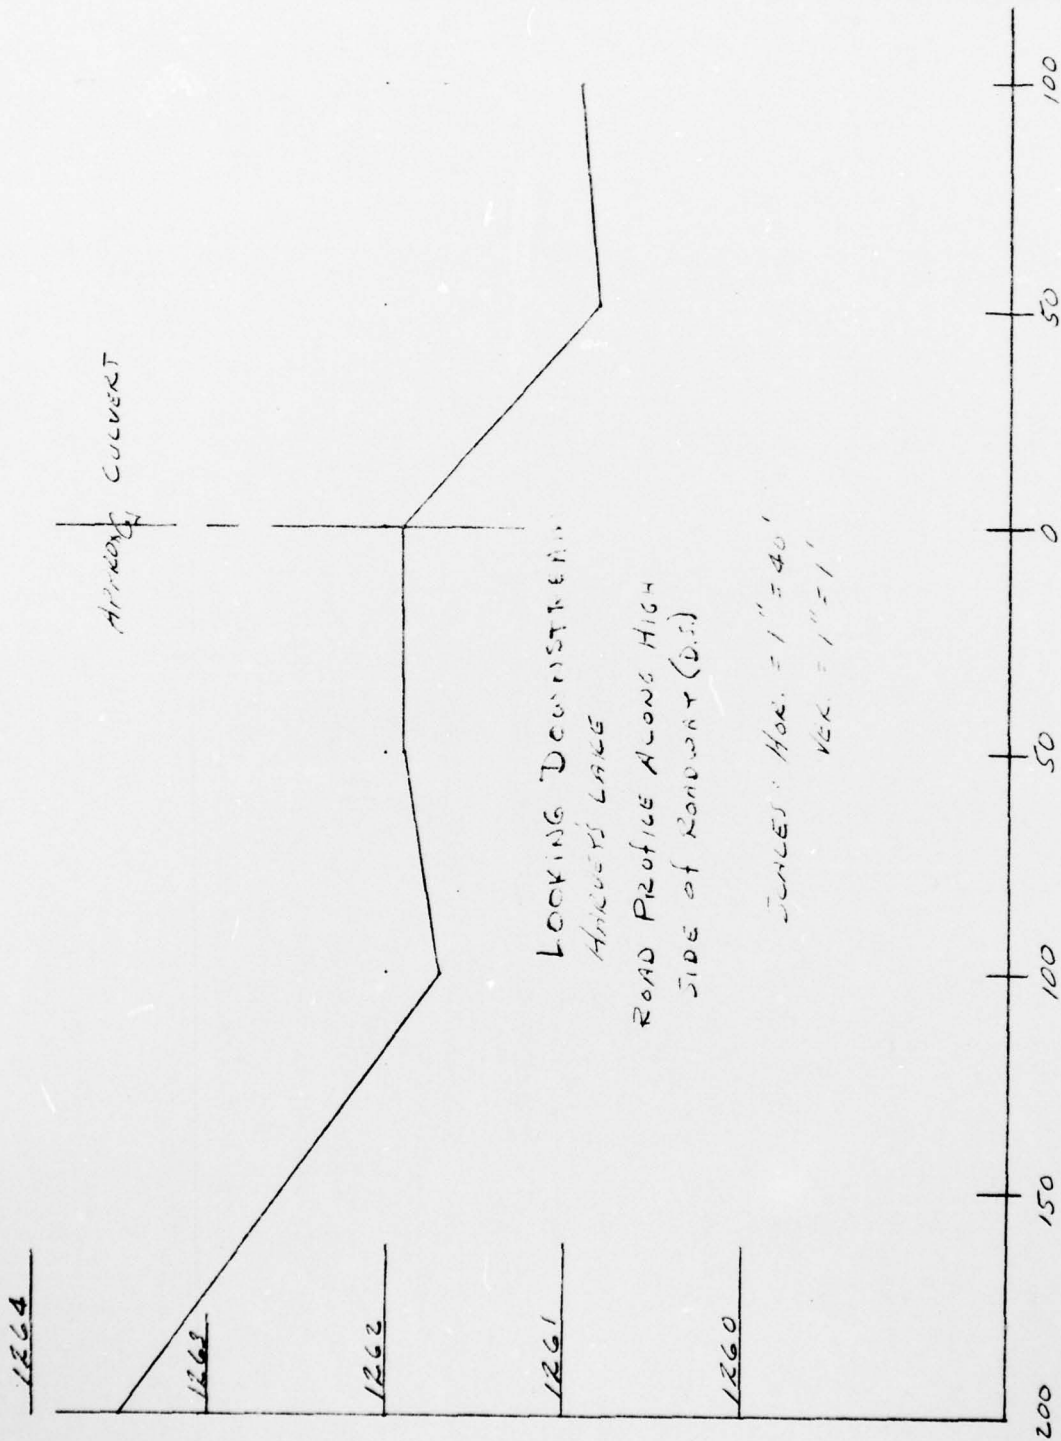 APPROX ℄ CULVERT
1264
1263
1262
1261
1260
LOOKING DOWNSTREAM
HARVEYS LAKE
ROAD PROFILE ALONG HIGH
SIDE OF ROADWAY (D.S.)
SCALES: HOR. = 1" = 40'
VER. = 1" = 1'
200 150 100 50 0 50 100